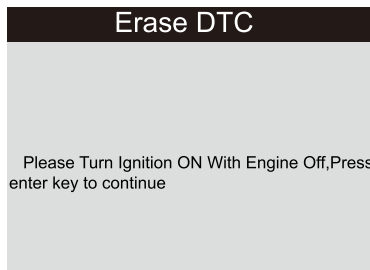 Erase DTC
Please Turn Ignition ON With Engine Off,Press
enter key to continue